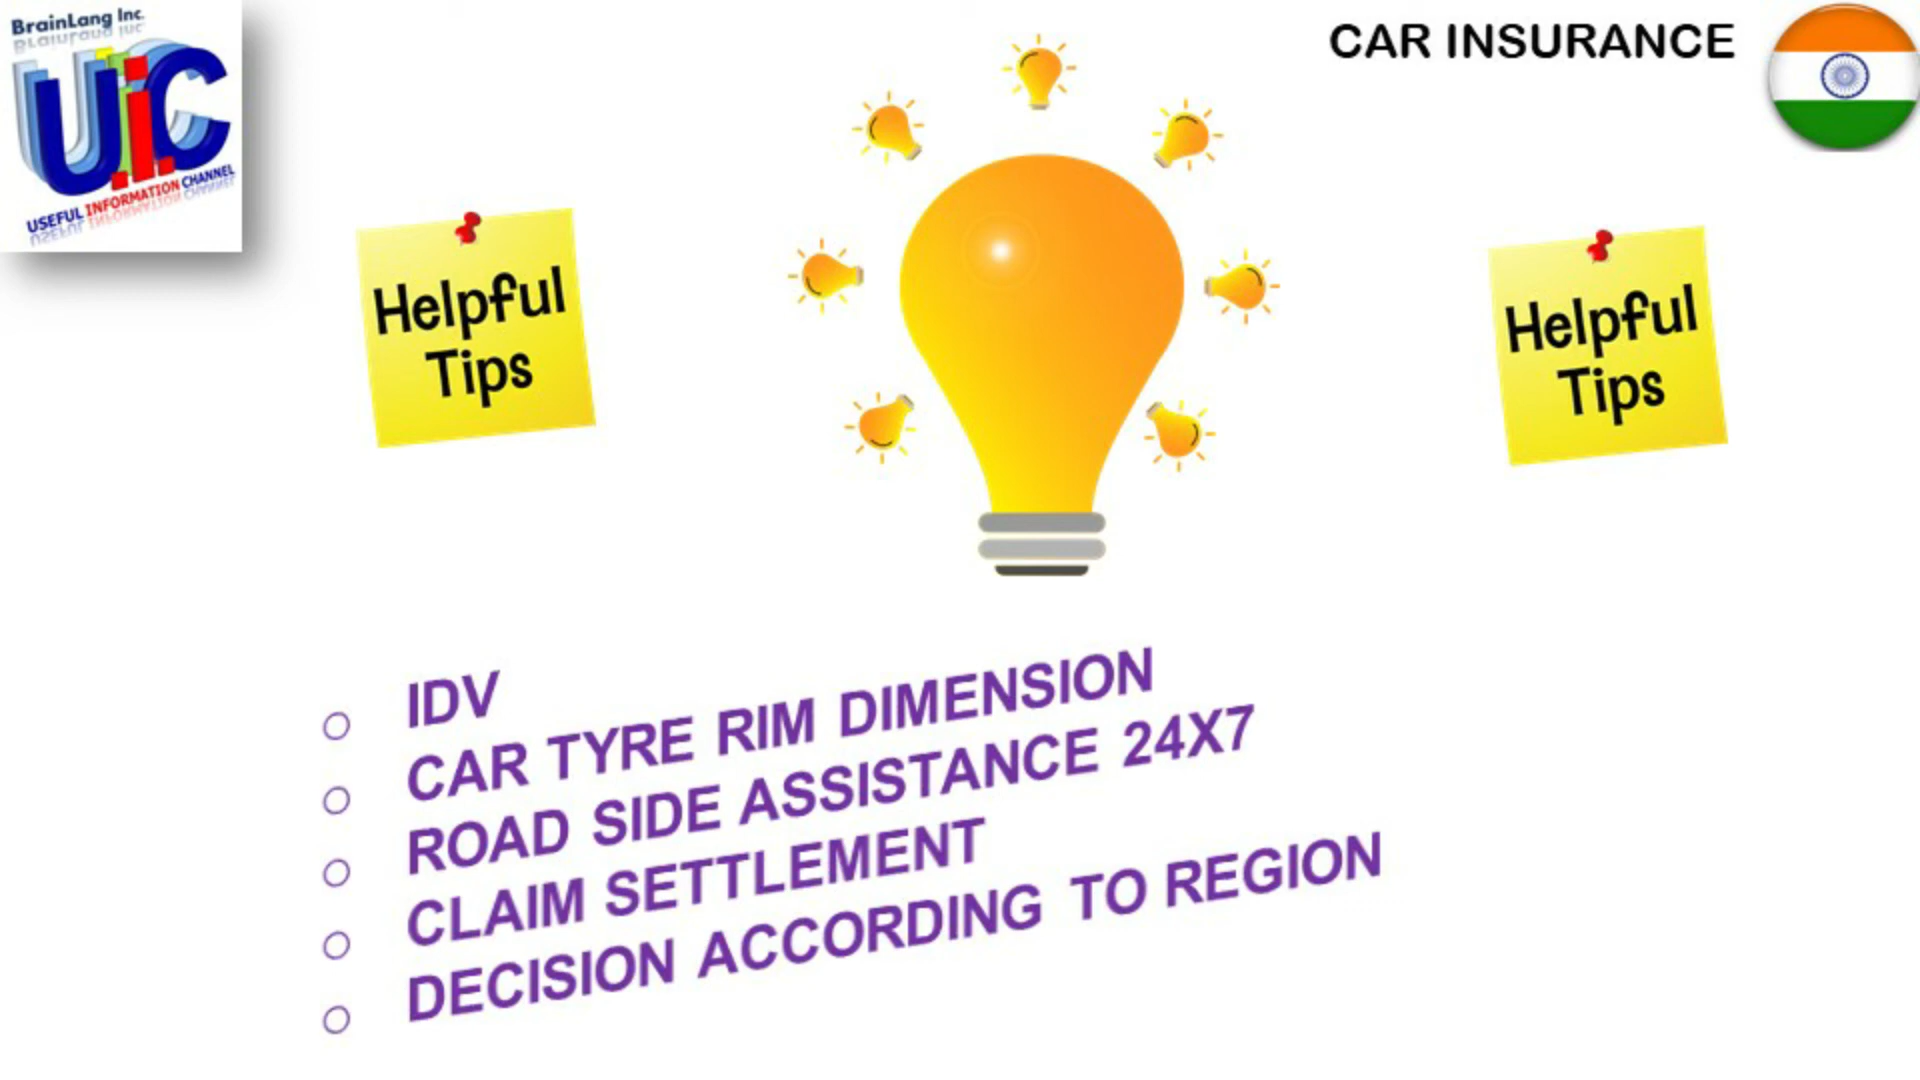 BrainLang Inc.
U.i.C
USEFUL INFORMATION CHANNEL
CAR INSURANCE
Helpful
Tips
Helpful
Tips
IDV
CAR TYRE RIM DIMENSION
ROAD SIDE ASSISTANCE 24X7
CLAIM SETTLEMENT
DECISION ACCORDING TO REGION